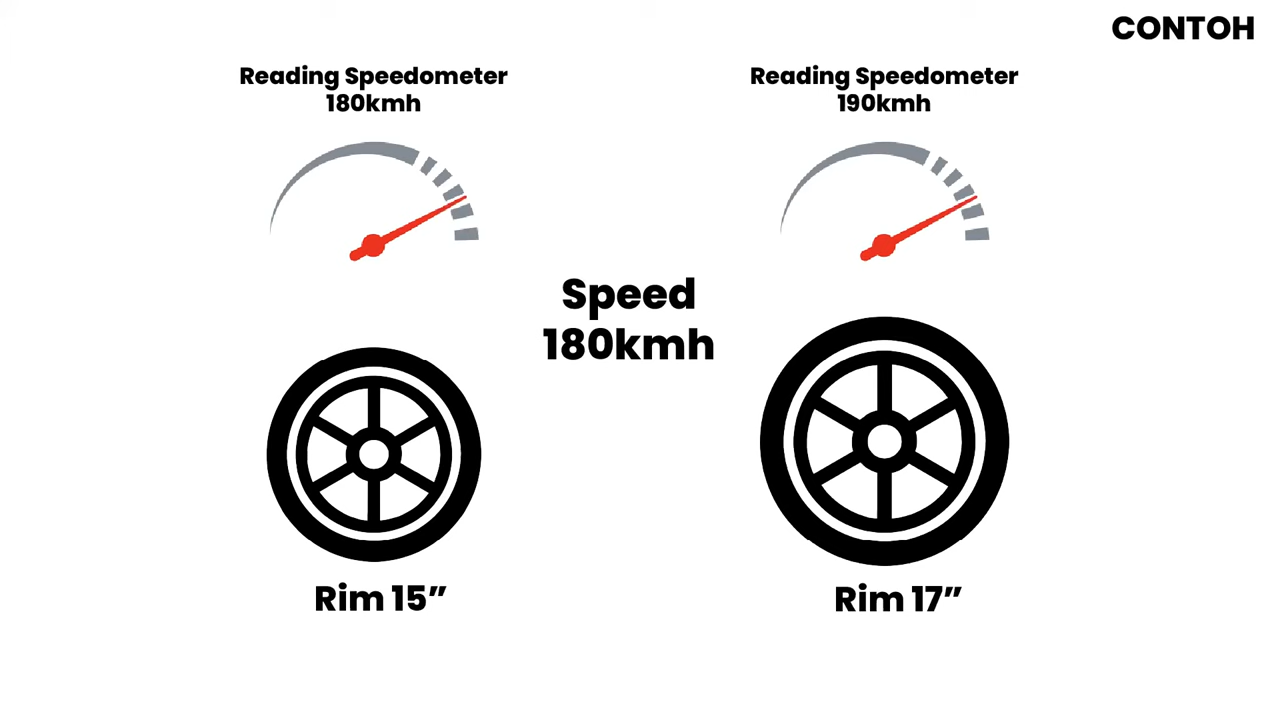 CONTOH
Reading Speedometer
180kmh
Reading Speedometer
190kmh
Speed
180kmh
Rim 15”
Rim 17”